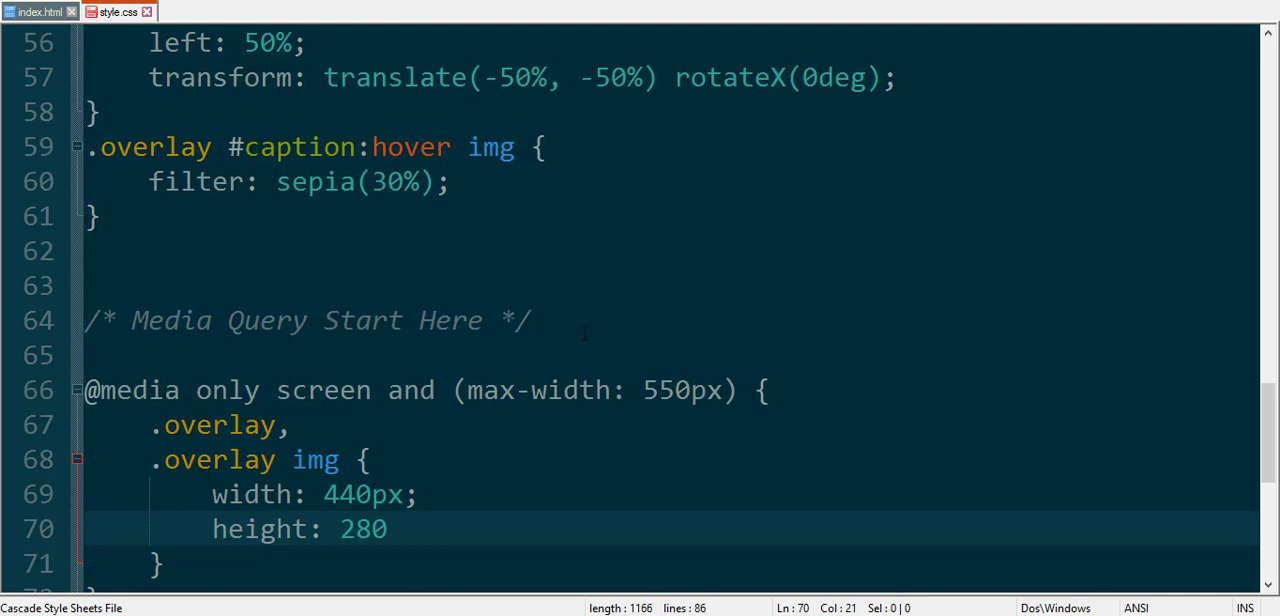 index.html style.css
56 left: 50%;
57 transform: translate(-50%, -50%) rotateX(0deg);
58 }
59 .overlay #caption:hover img {
60 filter: sepia(30%);
61 }
62
63
64 /* Media Query Start Here */
65
66 @media only screen and (max-width: 550px) {
67 .overlay,
68 .overlay img {
69 width: 440px;
70 height: 280
71 }
Cascade Style Sheets File length : 1166 lines : 86 Ln : 70 Col : 21 Sel : 0 | 0 Dos\Windows ANSI INS